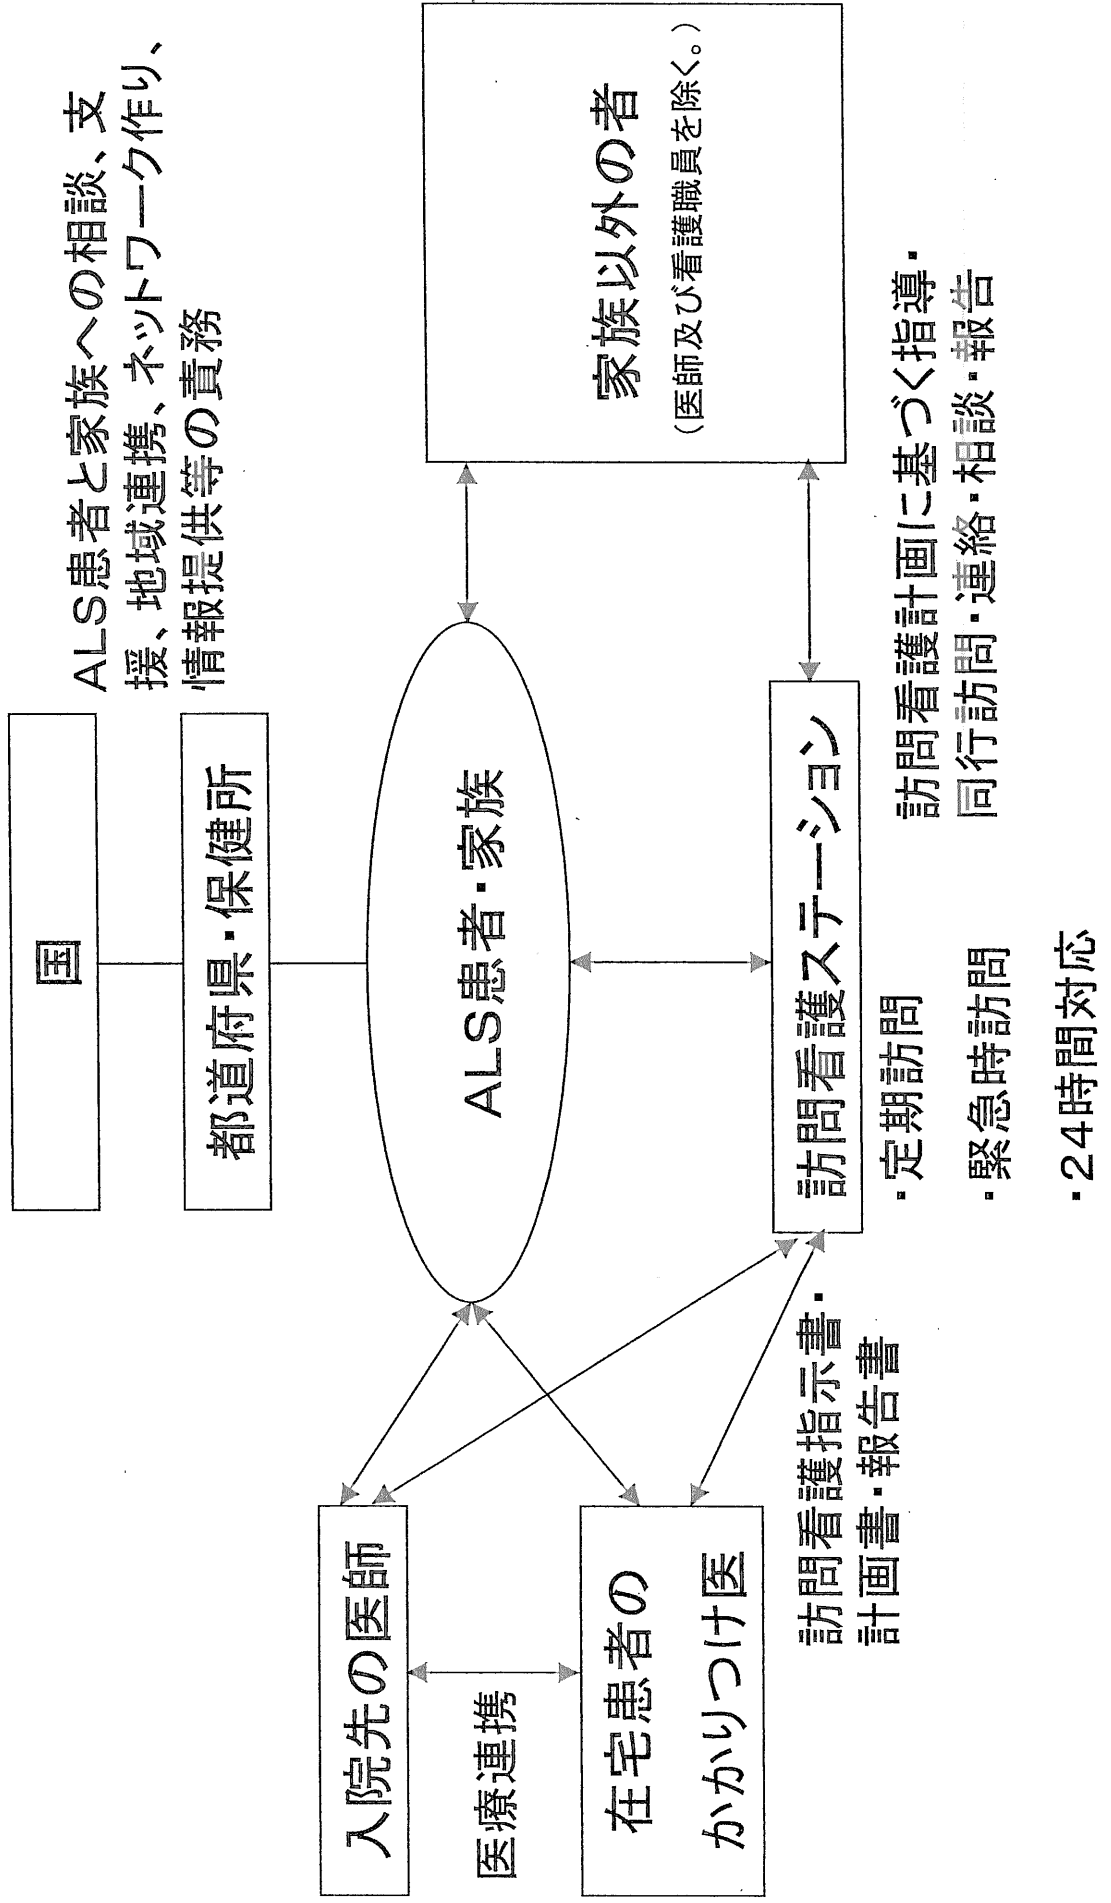 国
都道府県・保健所
ALS患者と家族への相談、支
援、地域連携、ネットワーク作り、
情報提供等の責務
入院先の医師
医療連携
在宅患者の
かかりつけ医
ALS患者・家族
家族以外の者
(医師及び看護職員を除く。)
訪問看護ステーション
訪問看護指示書・
計画書・報告書
・定期訪問
・緊急時訪問
・24時間対応
訪問看護計画に基づく指導・
同行訪問・連絡・相談・報告